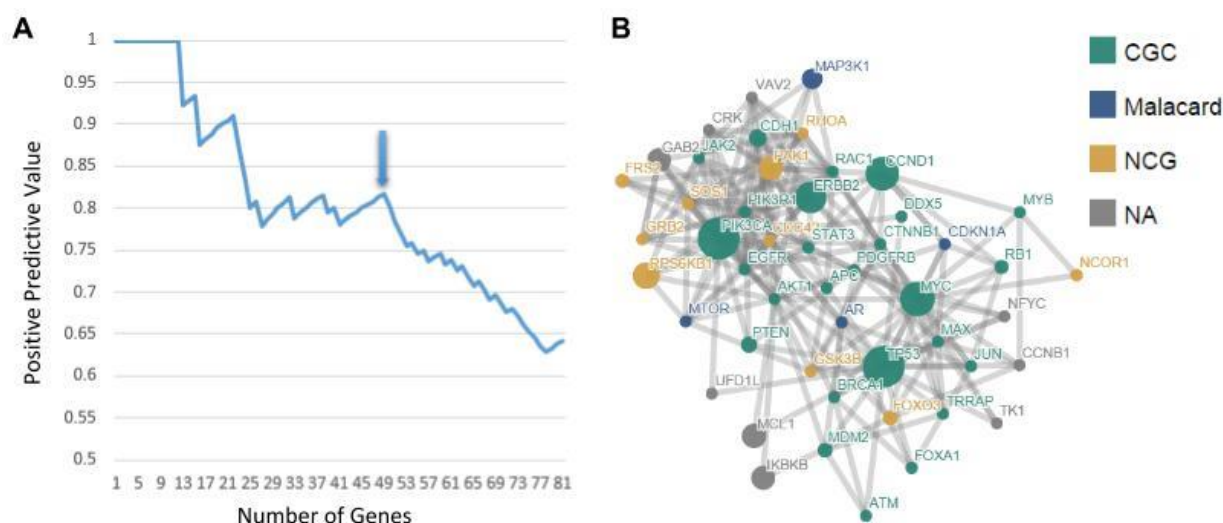 A
Positive Predictive Value
1
0.95
0.9
0.85
0.8
0.75
0.7
0.65
0.6
0.55
0.5
1 5 9 13 17 21 25 29 33 37 41 45 49 53 57 61 65 69 73 77 81
Number of Genes
B
MAP3K1
VAV2
CRK
RHOA
CDH1
GAB2
JAK2
PAK1
RAC1
CCND1
FRS2
SOS1
ERBB2
PIK3R1
DDX5
MYB
GRB2
PIK3CA
CDC42
STAT3
CTNNB1
CDKN1A
RPS6KB1
EGFR
PDGFRB
RB1
NCOR1
APC
AKT1
MYC
MTOR
AR
NFYC
PTEN
MAX
GSK3B
TP53
JUN
CCNB1
UFD1L
BRCA1
FOXO3
TRRAP
TK1
MCL1
MDM2
IKBKB
FOXA1
ATM
CGC
Malacard
NCG
NA